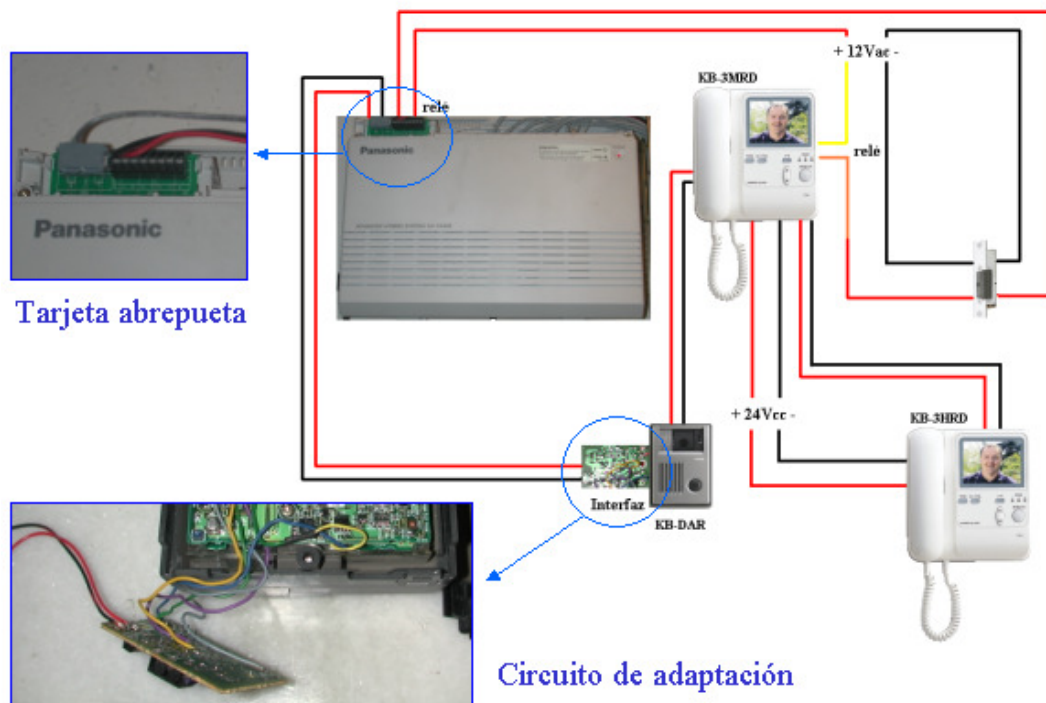 + 12Vac -
KB-3MRD
relé
relé
Panasonic
Panasonic
Tarjeta abrepueta
+ 24Vcc -
KB-3HRD
Interfaz
KB-DAR
Circuito de adaptación